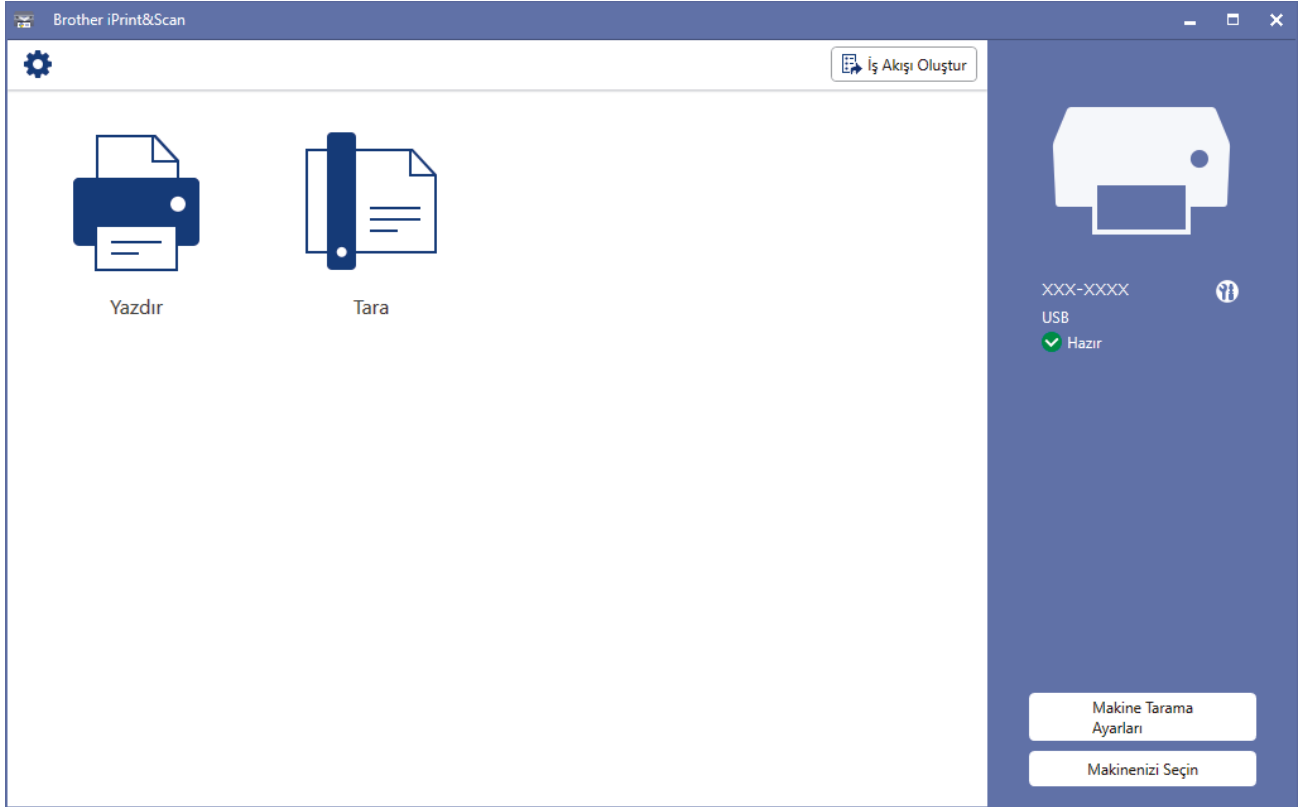 Brother iPrint&Scan
İş Akışı Oluştur
Yazdır
Tara
XXX-XXXX
USB
Hazır
Makine Tarama
Ayarları
Makinenizi Seçin